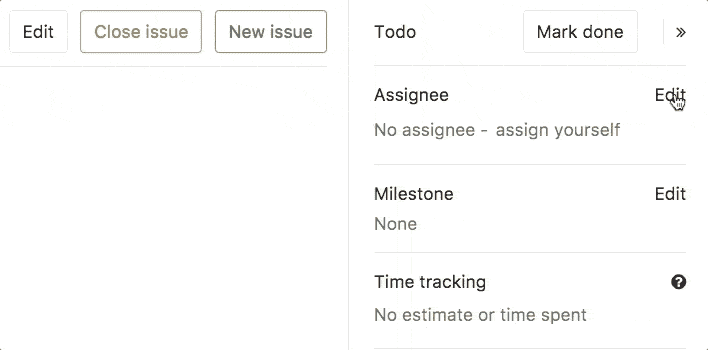 Edit Close issue New issue
Todo Mark done »
Assignee Edit
No assignee - assign yourself
Milestone Edit
None
Time tracking ?
No estimate or time spent